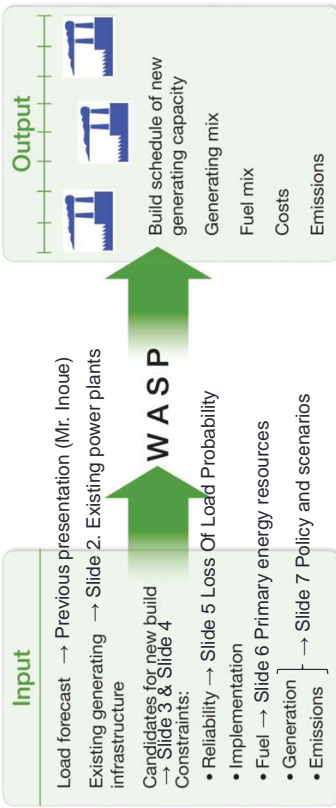 Input
Load forecast → Previous presentation (Mr. Inoue)
Existing generating → Slide 2. Existing power plants
infrastructure
Candidates for new build
→ Slide 3 & Slide 4
Constraints:
• Reliability → Slide 5 Loss Of Load Probability
• Implementation
• Fuel → Slide 6 Primary energy resources
• Generation
• Emissions
→ Slide 7 Policy and scenarios
WASP
Output
Build schedule of new
generating capacity
Generating mix
Fuel mix
Costs
Emissions